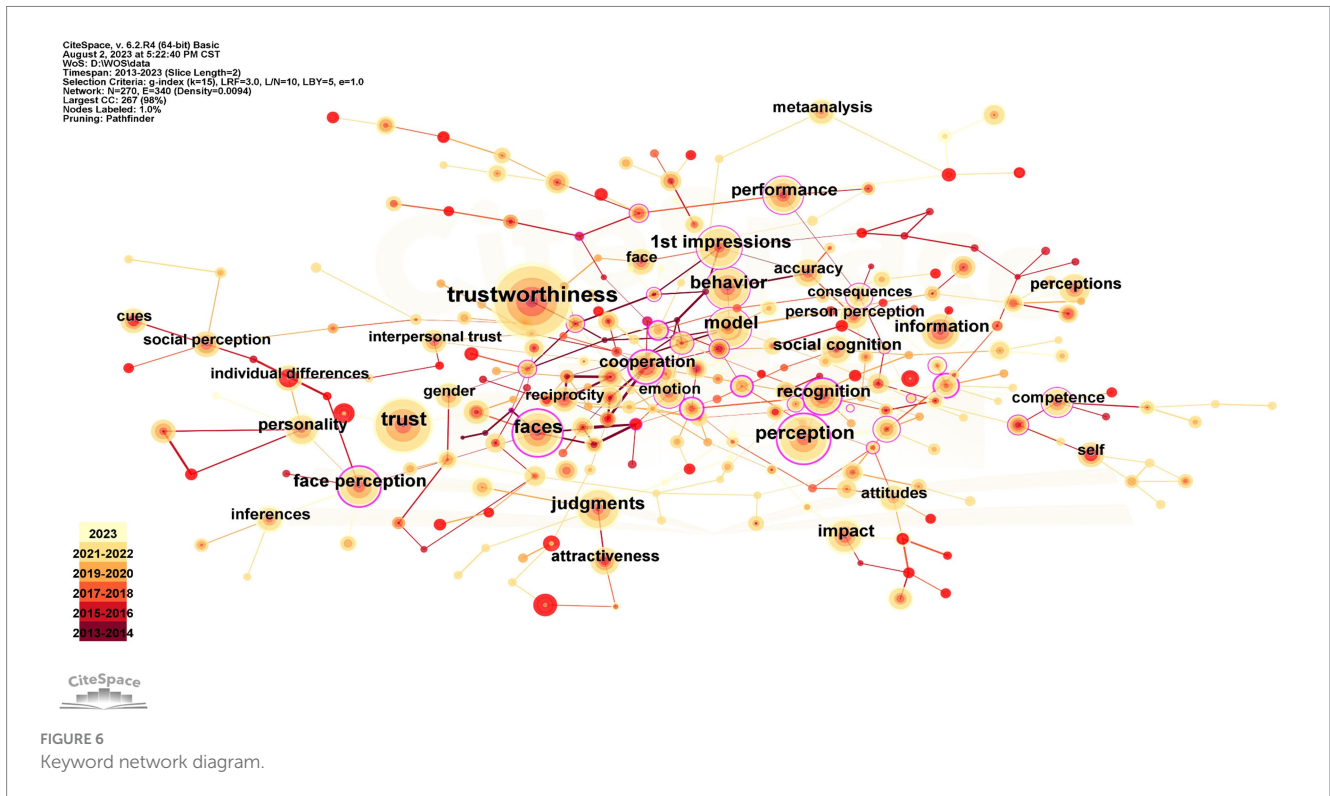 CiteSpace, v. 6.2.R4 (64-bit) Basic
August 2, 2023 at 5:22:40 PM CST
WoS: D:\WOS\data
Timespan: 2013-2023 (Slice Length=2)
Selection Criteria: g-index (k=15), LRF=3.0, L/N=10, LBY=5, e=1.0
Network: N=270, E=340 (Density=0.0094)
Largest CC: 267 (98%)
Nodes Labeled: 1.0%
Pruning: Pathfinder
metaanalysis
performance
1st impressions
face
accuracy
behavior
perceptions
consequences
trustworthiness
person perception
cues
model
information
social perception
interpersonal trust
social cognition
cooperation
individual differences
gender
reciprocity
emotion
recognition
competence
personality
trust
faces
perception
self
face perception
attitudes
judgments
inferences
impact
attractiveness
2023
2021-2022
2019-2020
2017-2018
2015-2016
2013-2014
CiteSpace
FIGURE 6
Keyword network diagram.